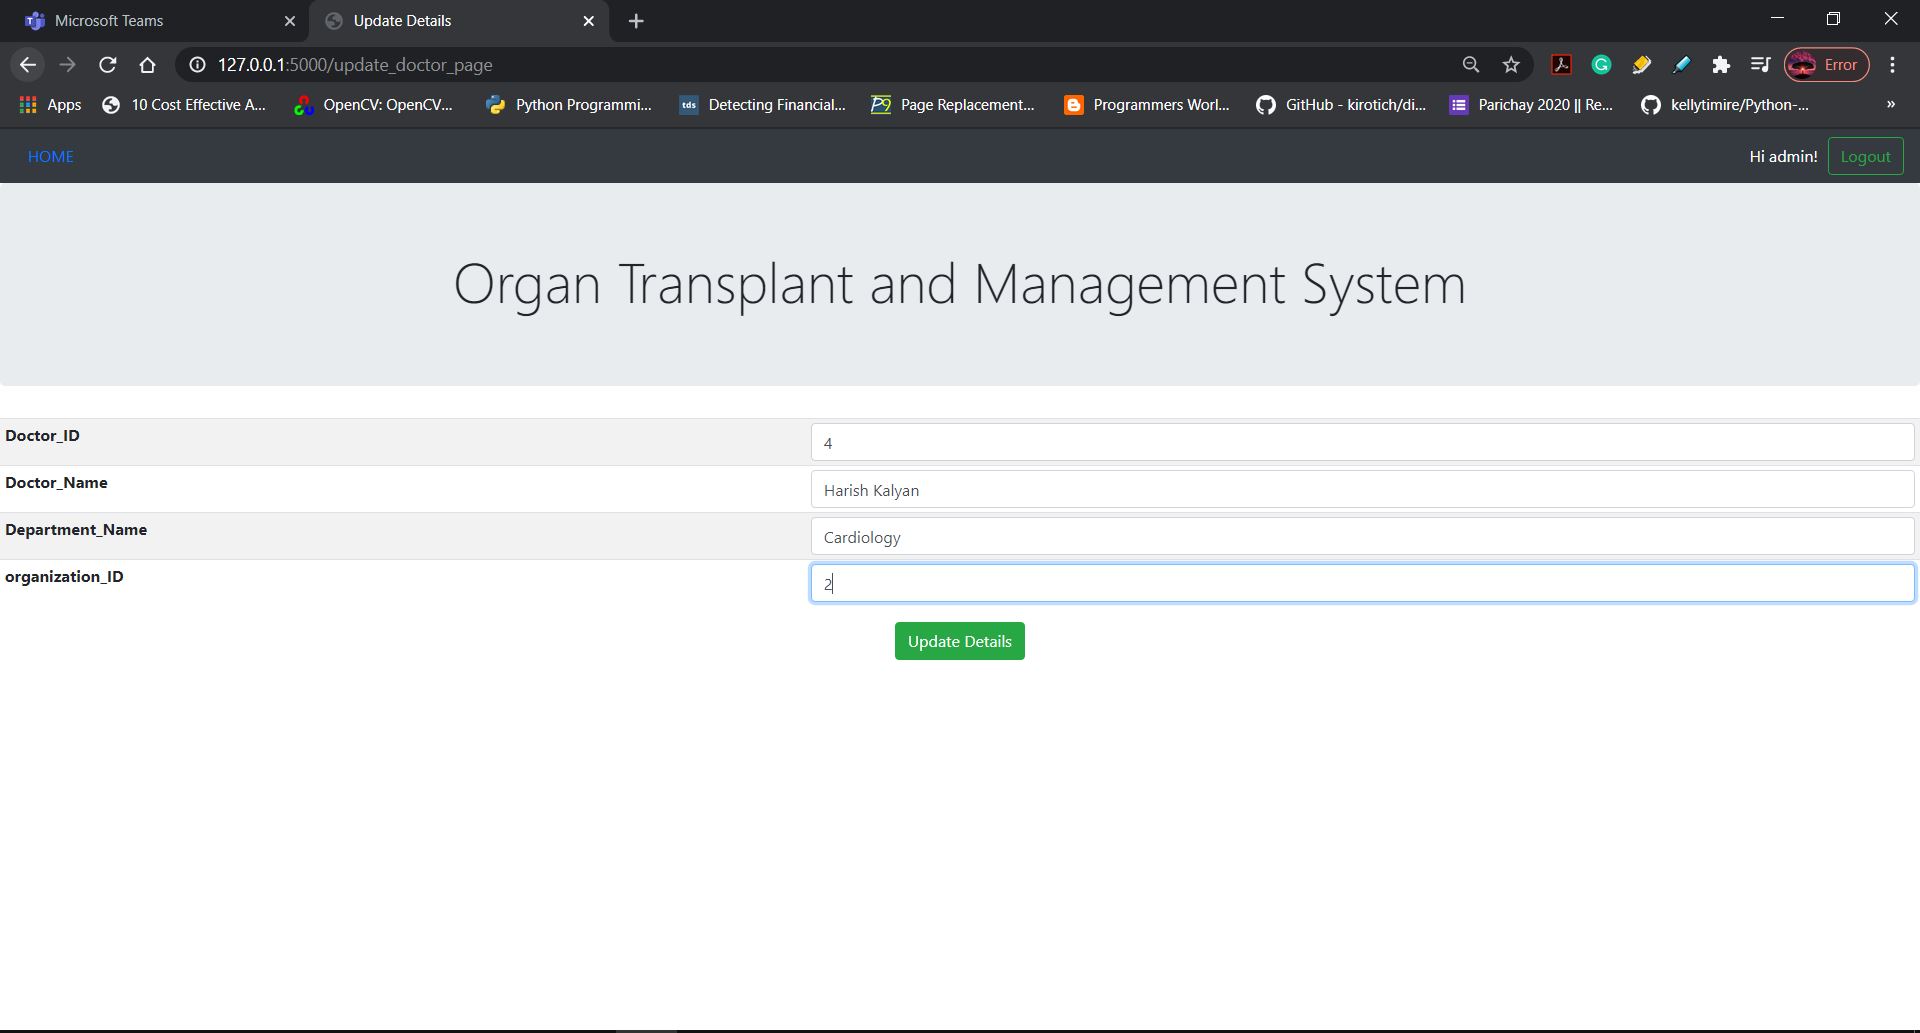 Microsoft Teams
Update Details
127.0.0.1:5000/update_doctor_page
Error
Apps
10 Cost Effective A...
OpenCV: OpenCV...
Python Programmi...
tds
Detecting Financial...
Page Replacement...
Programmers Worl...
GitHub - kirotich/di...
Parichay 2020 || Re...
kellytimire/Python-...
»
HOME
Hi admin!
Logout
Organ Transplant and Management System
Doctor_ID
4
Doctor_Name
Harish Kalyan
Department_Name
Cardiology
organization_ID
2
Update Details